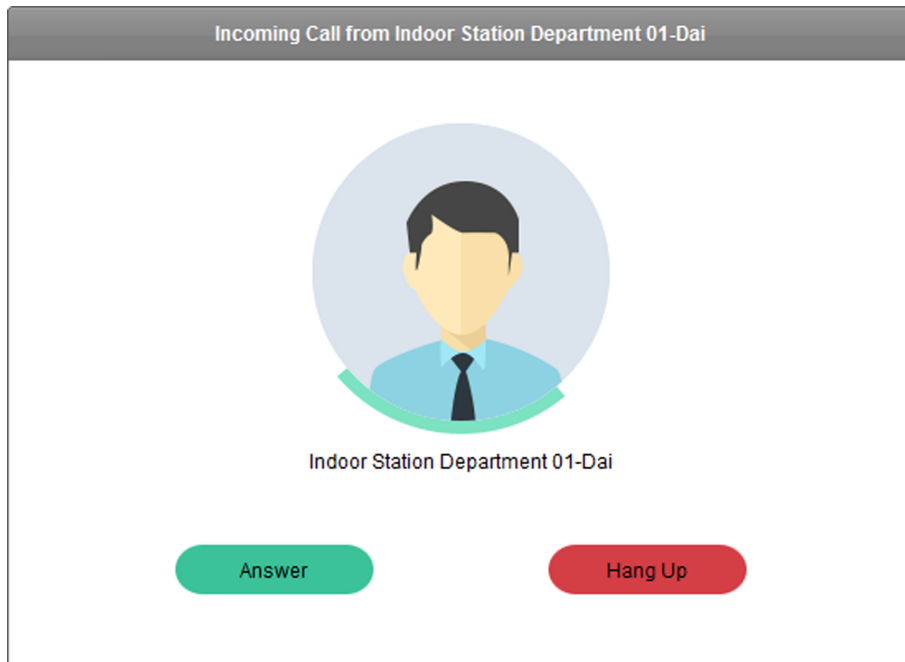 Incoming Call from Indoor Station Department 01-Dai
Indoor Station Department 01-Dai
Answer
Hang Up